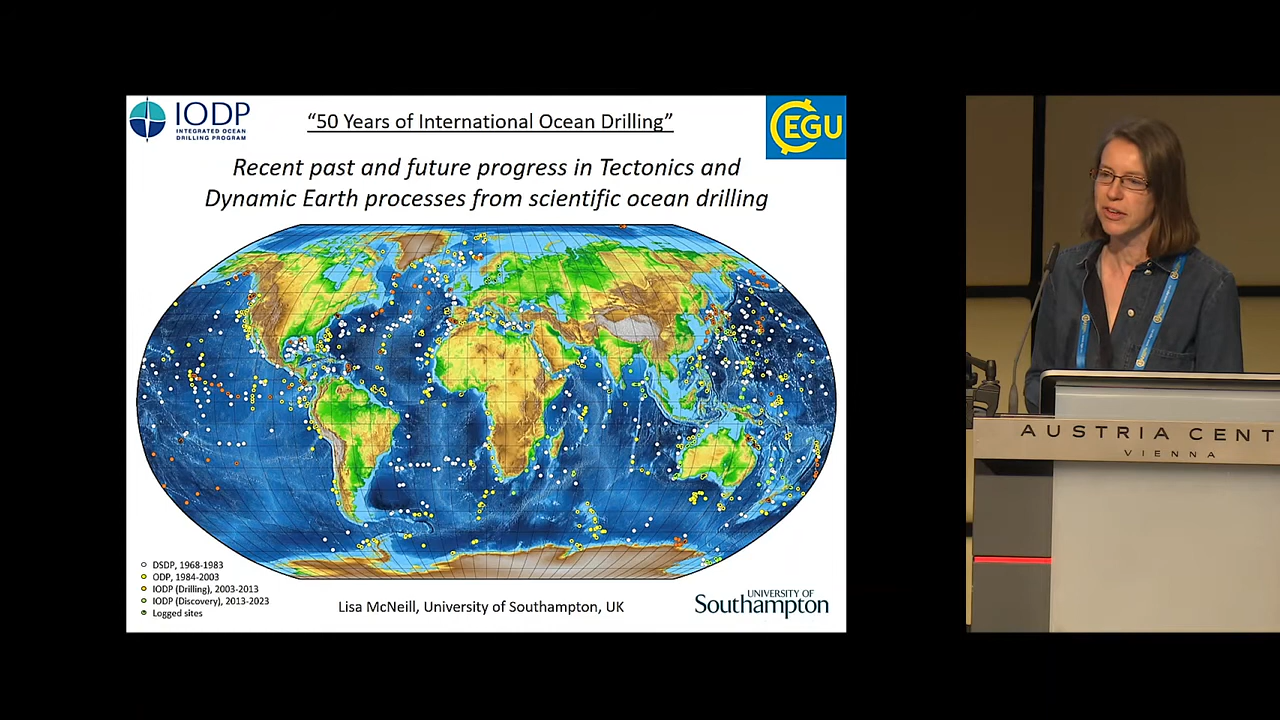 IODP
INTEGRATED OCEAN
DRILLING PROGRAM
“50 Years of International Ocean Drilling”
EGU
Recent past and future progress in Tectonics and
Dynamic Earth processes from scientific ocean drilling
DSDP, 1968-1983
ODP, 1984-2003
IODP (Drilling), 2003-2013
IODP (Discovery), 2013-2023
Logged sites
Lisa McNeill, University of Southampton, UK
UNIVERSITY OF
Southampton
AUSTRIA CENT
VIENNA